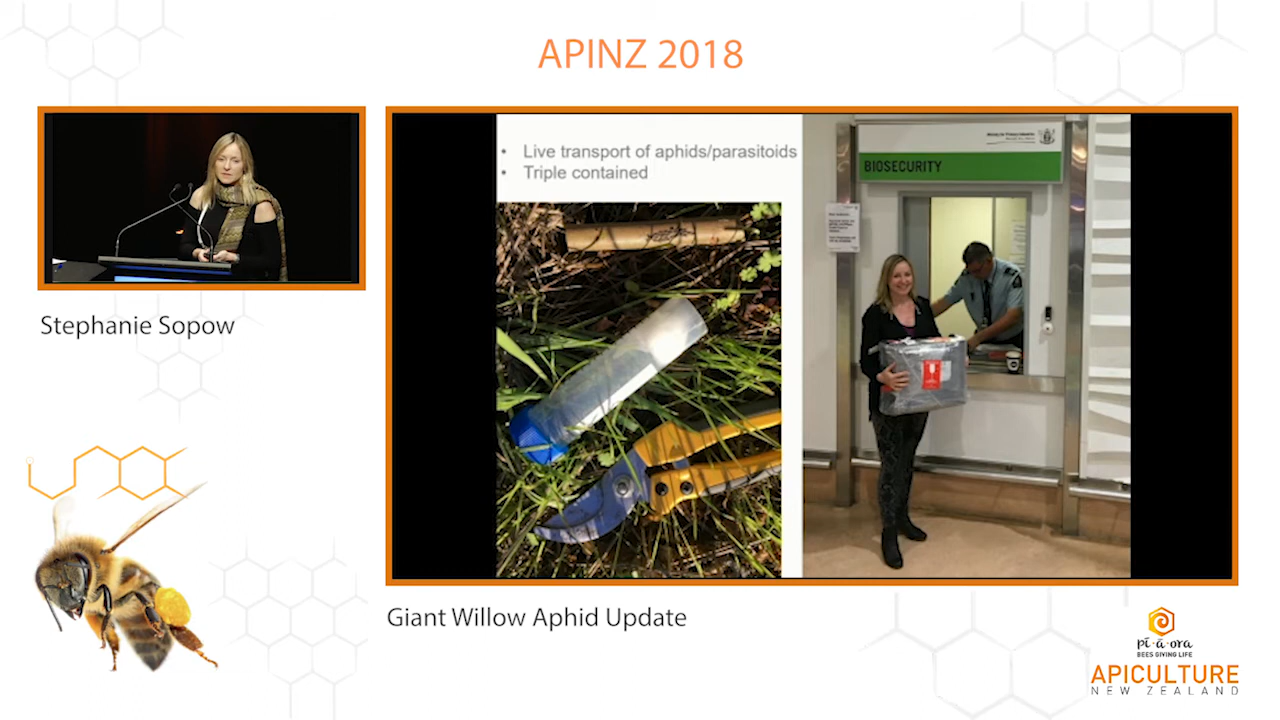 APINZ 2018
Stephanie Sopow
• Live transport of aphids/parasitoids
• Triple contained
BIOSECURITY
Giant Willow Aphid Update
pī-ā-ora
BEES GIVING LIFE
APICULTURE
NEW ZEALAND